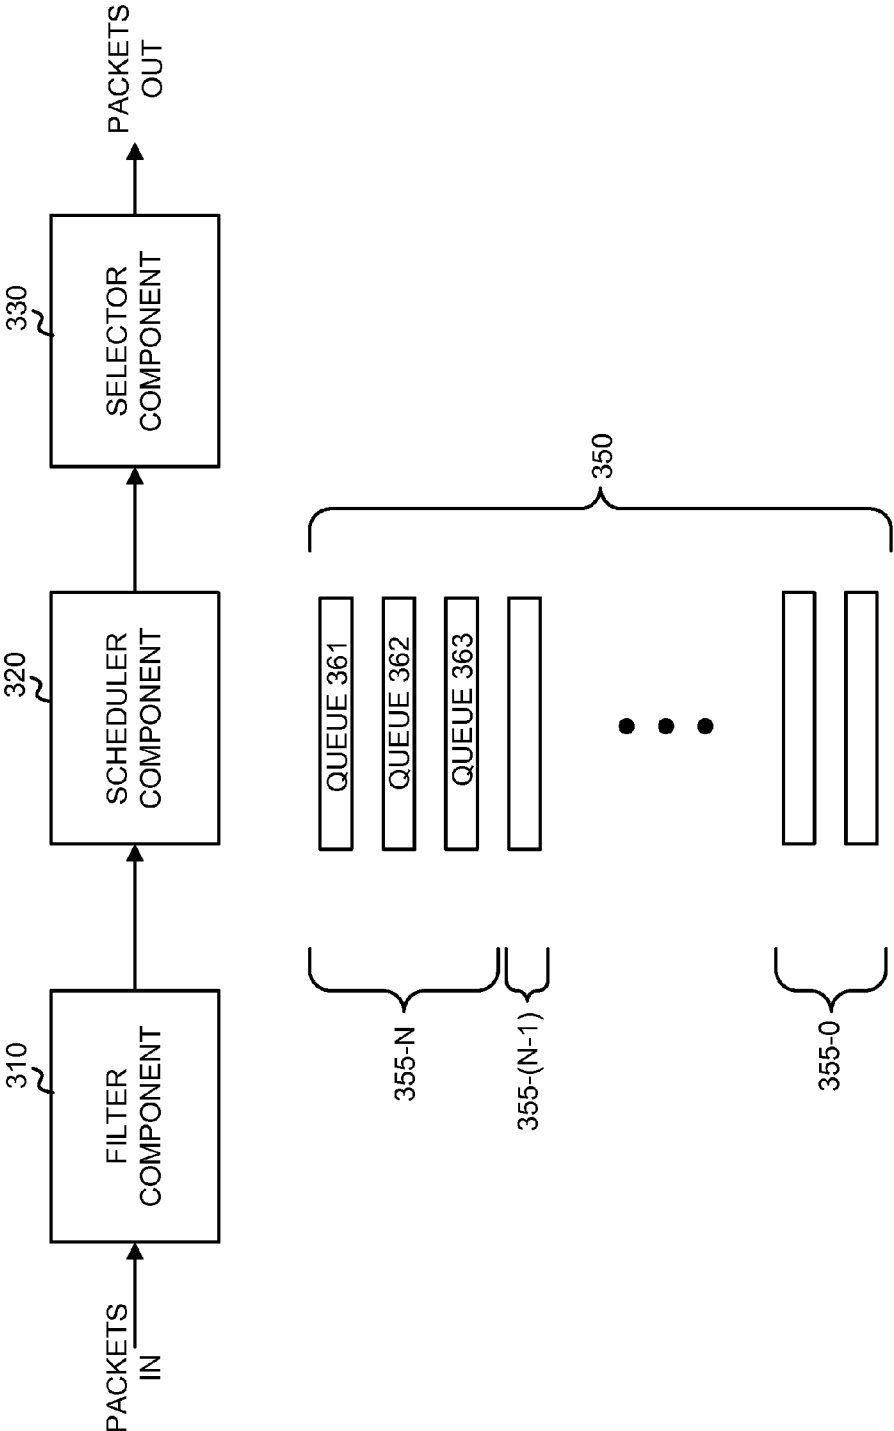 310
320
330
PACKETS
IN
FILTER
COMPONENT
SCHEDULER
COMPONENT
SELECTOR
COMPONENT
PACKETS
OUT
355-N
355-(N-1)
355-0
QUEUE 361
QUEUE 362
QUEUE 363
350